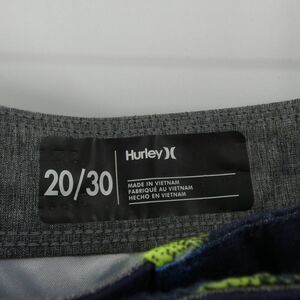 Hurley
20/30
MADE IN VIETNAM
FABRIQUÉ AU VIETNAM
HECHO EN VIETNAM